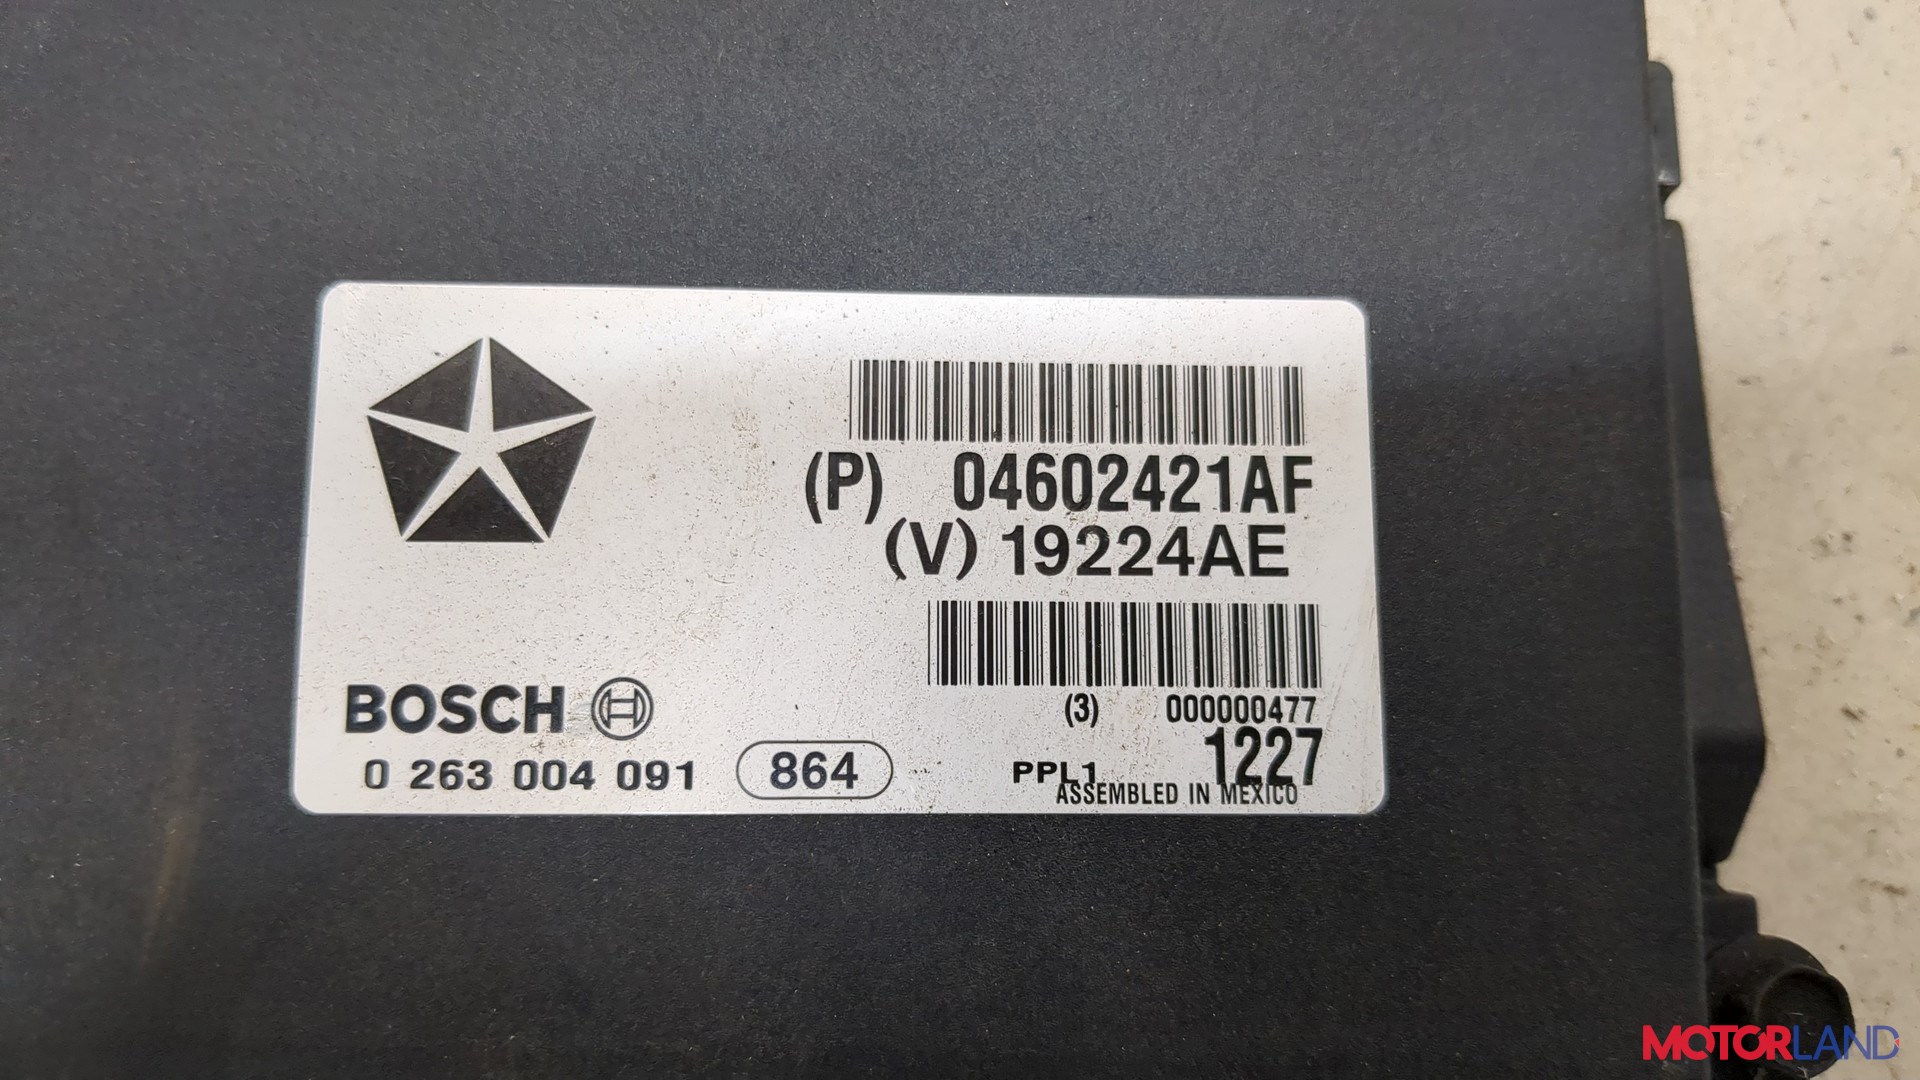 (P) 04602421AF
(V) 19224AE
(3) 000000477
BOSCH
0 263 004 091 864 PPL1 1227
ASSEMBLED IN MEXICO
MOTORLAND